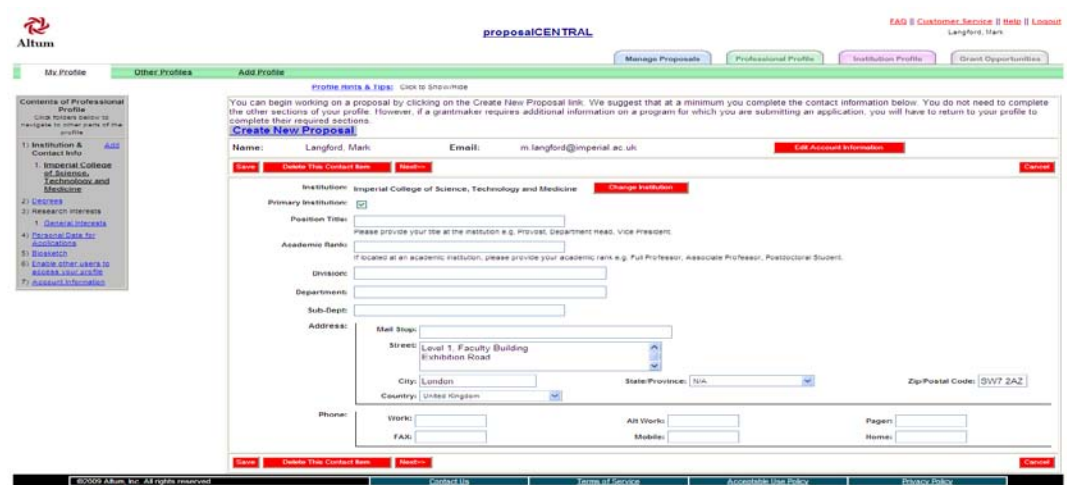 Altum
proposalCENTRAL
FAQ || Customer Service || Help || Logout
Langford, Mark
Manage Proposals
Professional Profile
Institution Profile
Grant Opportunities
My Profile
Other Profiles
Add Profile
Profile Hints & Tips: Click to Show/Hide
Contents of Professional
Profile
Click folders below to
navigate to other parts of the
profile
1) Institution & Add
Contact Info
1. Imperial College
of Science,
Technology and
Medicine
2) Degrees
3) Research Interests
1. General Interests
4) Personal Data for
Applications
5) Biosketch
6) Enable other users to
access your profile
7) Account Information
You can begin working on a proposal by clicking on the Create New Proposal link. We suggest that at a minimum you complete the contact information below. You do not need to complete
the other sections of your profile. However, if a grantmaker requires additional information on a program for which you are submitting an application, you will have to return to your profile to
complete their required sections.
Create New Proposal
Name: Langford, Mark Email: m.langford@imperial.ac.uk Edit Account Information
Save Delete This Contact Item Next>> Cancel
Institution: Imperial College of Science, Technology and Medicine Change Institution
Primary Institution:
Position Title:
Please provide your title at the institution e.g. Provost, Department Head, Vice President.
Academic Rank:
If located at an academic institution, please provide your academic rank e.g. Full Professor, Associate Professor, Postdoctoral Student.
Division:
Department:
Sub-Dept:
Address: Mail Stop:
Street: Level 1, Faculty Building
Exhibition Road
City: London State/Province: N/A Zip/Postal Code: SW7 2AZ
Country: United Kingdom
Phone: Work: Alt Work: Pager:
FAX: Mobile: Home:
Save Delete This Contact Item Next>> Cancel
©2009 Altum, Inc. All rights reserved Contact Us Terms of Service Acceptable Use Policy Privacy Policy